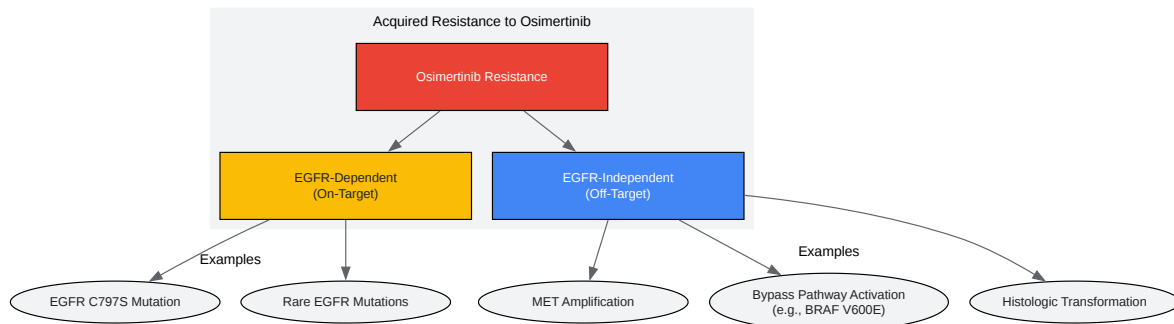 Acquired Resistance to Osimertinib
Osimertinib Resistance
EGFR-Dependent
(On-Target)
EGFR-Independent
(Off-Target)
Examples
Examples
EGFR C797S Mutation
Rare EGFR Mutations
MET Amplification
Bypass Pathway Activation
(e.g., BRAF V600E)
Histologic Transformation